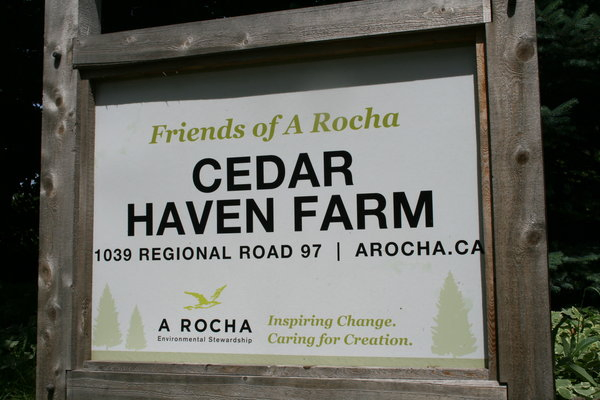 Friends of A Rocha
CEDAR
HAVEN FARM
1039 REGIONAL ROAD 97 | AROCHA.CA
A ROCHA
Environmental Stewardship
Inspiring Change.
Caring for Creation.